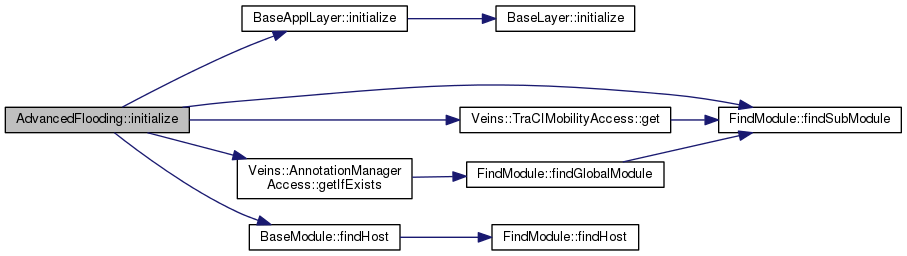 BaseApplLayer::initialize
BaseLayer::initialize
AdvancedFlooding::initialize
Veins::TraCIMobilityAccess::get
FindModule::findSubModule
Veins::AnnotationManager
Access::getIfExists
FindModule::findGlobalModule
BaseModule::findHost
FindModule::findHost